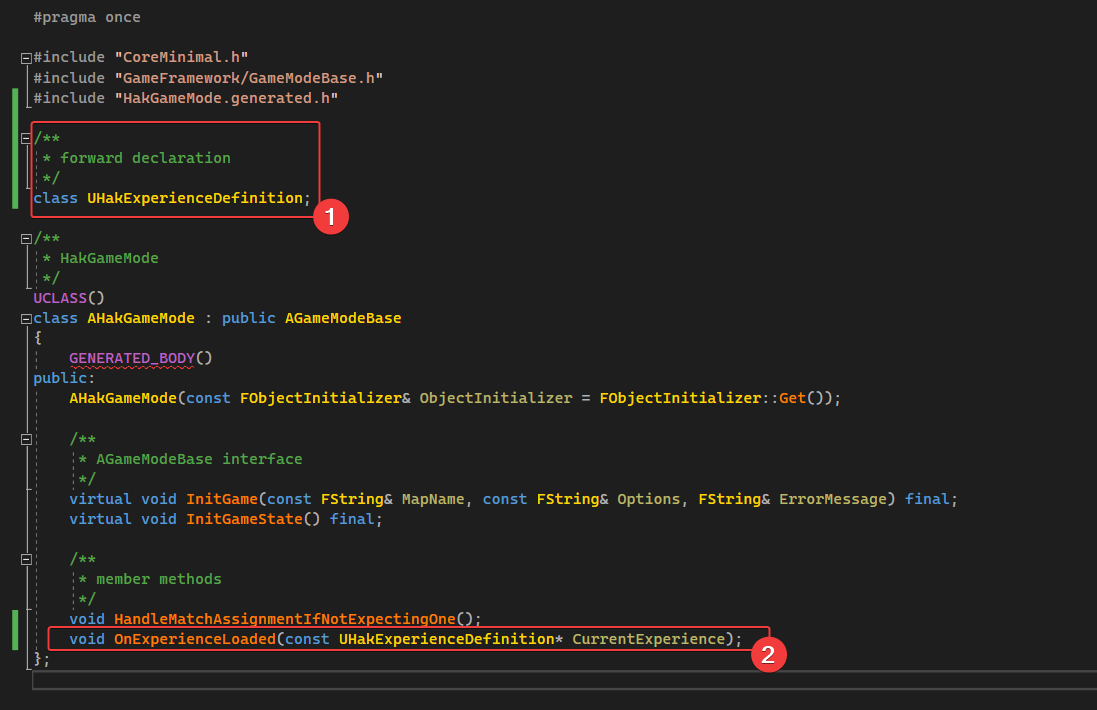 #pragma once
#include "CoreMinimal.h"
#include "GameFramework/GameModeBase.h"
#include "HakGameMode.generated.h"
/**
* forward declaration
*/
class UHakExperienceDefinition;
1
/**
* HakGameMode
*/
UCLASS()
class AHakGameMode : public AGameModeBase
{
GENERATED_BODY()
public:
AHakGameMode(const FObjectInitializer& ObjectInitializer = FObjectInitializer::Get());
/**
* AGameModeBase interface
*/
virtual void InitGame(const FString& MapName, const FString& Options, FString& ErrorMessage) final;
virtual void InitGameState() final;
/**
* member methods
*/
void HandleMatchAssignmentIfNotExpectingOne();
void OnExperienceLoaded(const UHakExperienceDefinition* CurrentExperience);
2
};